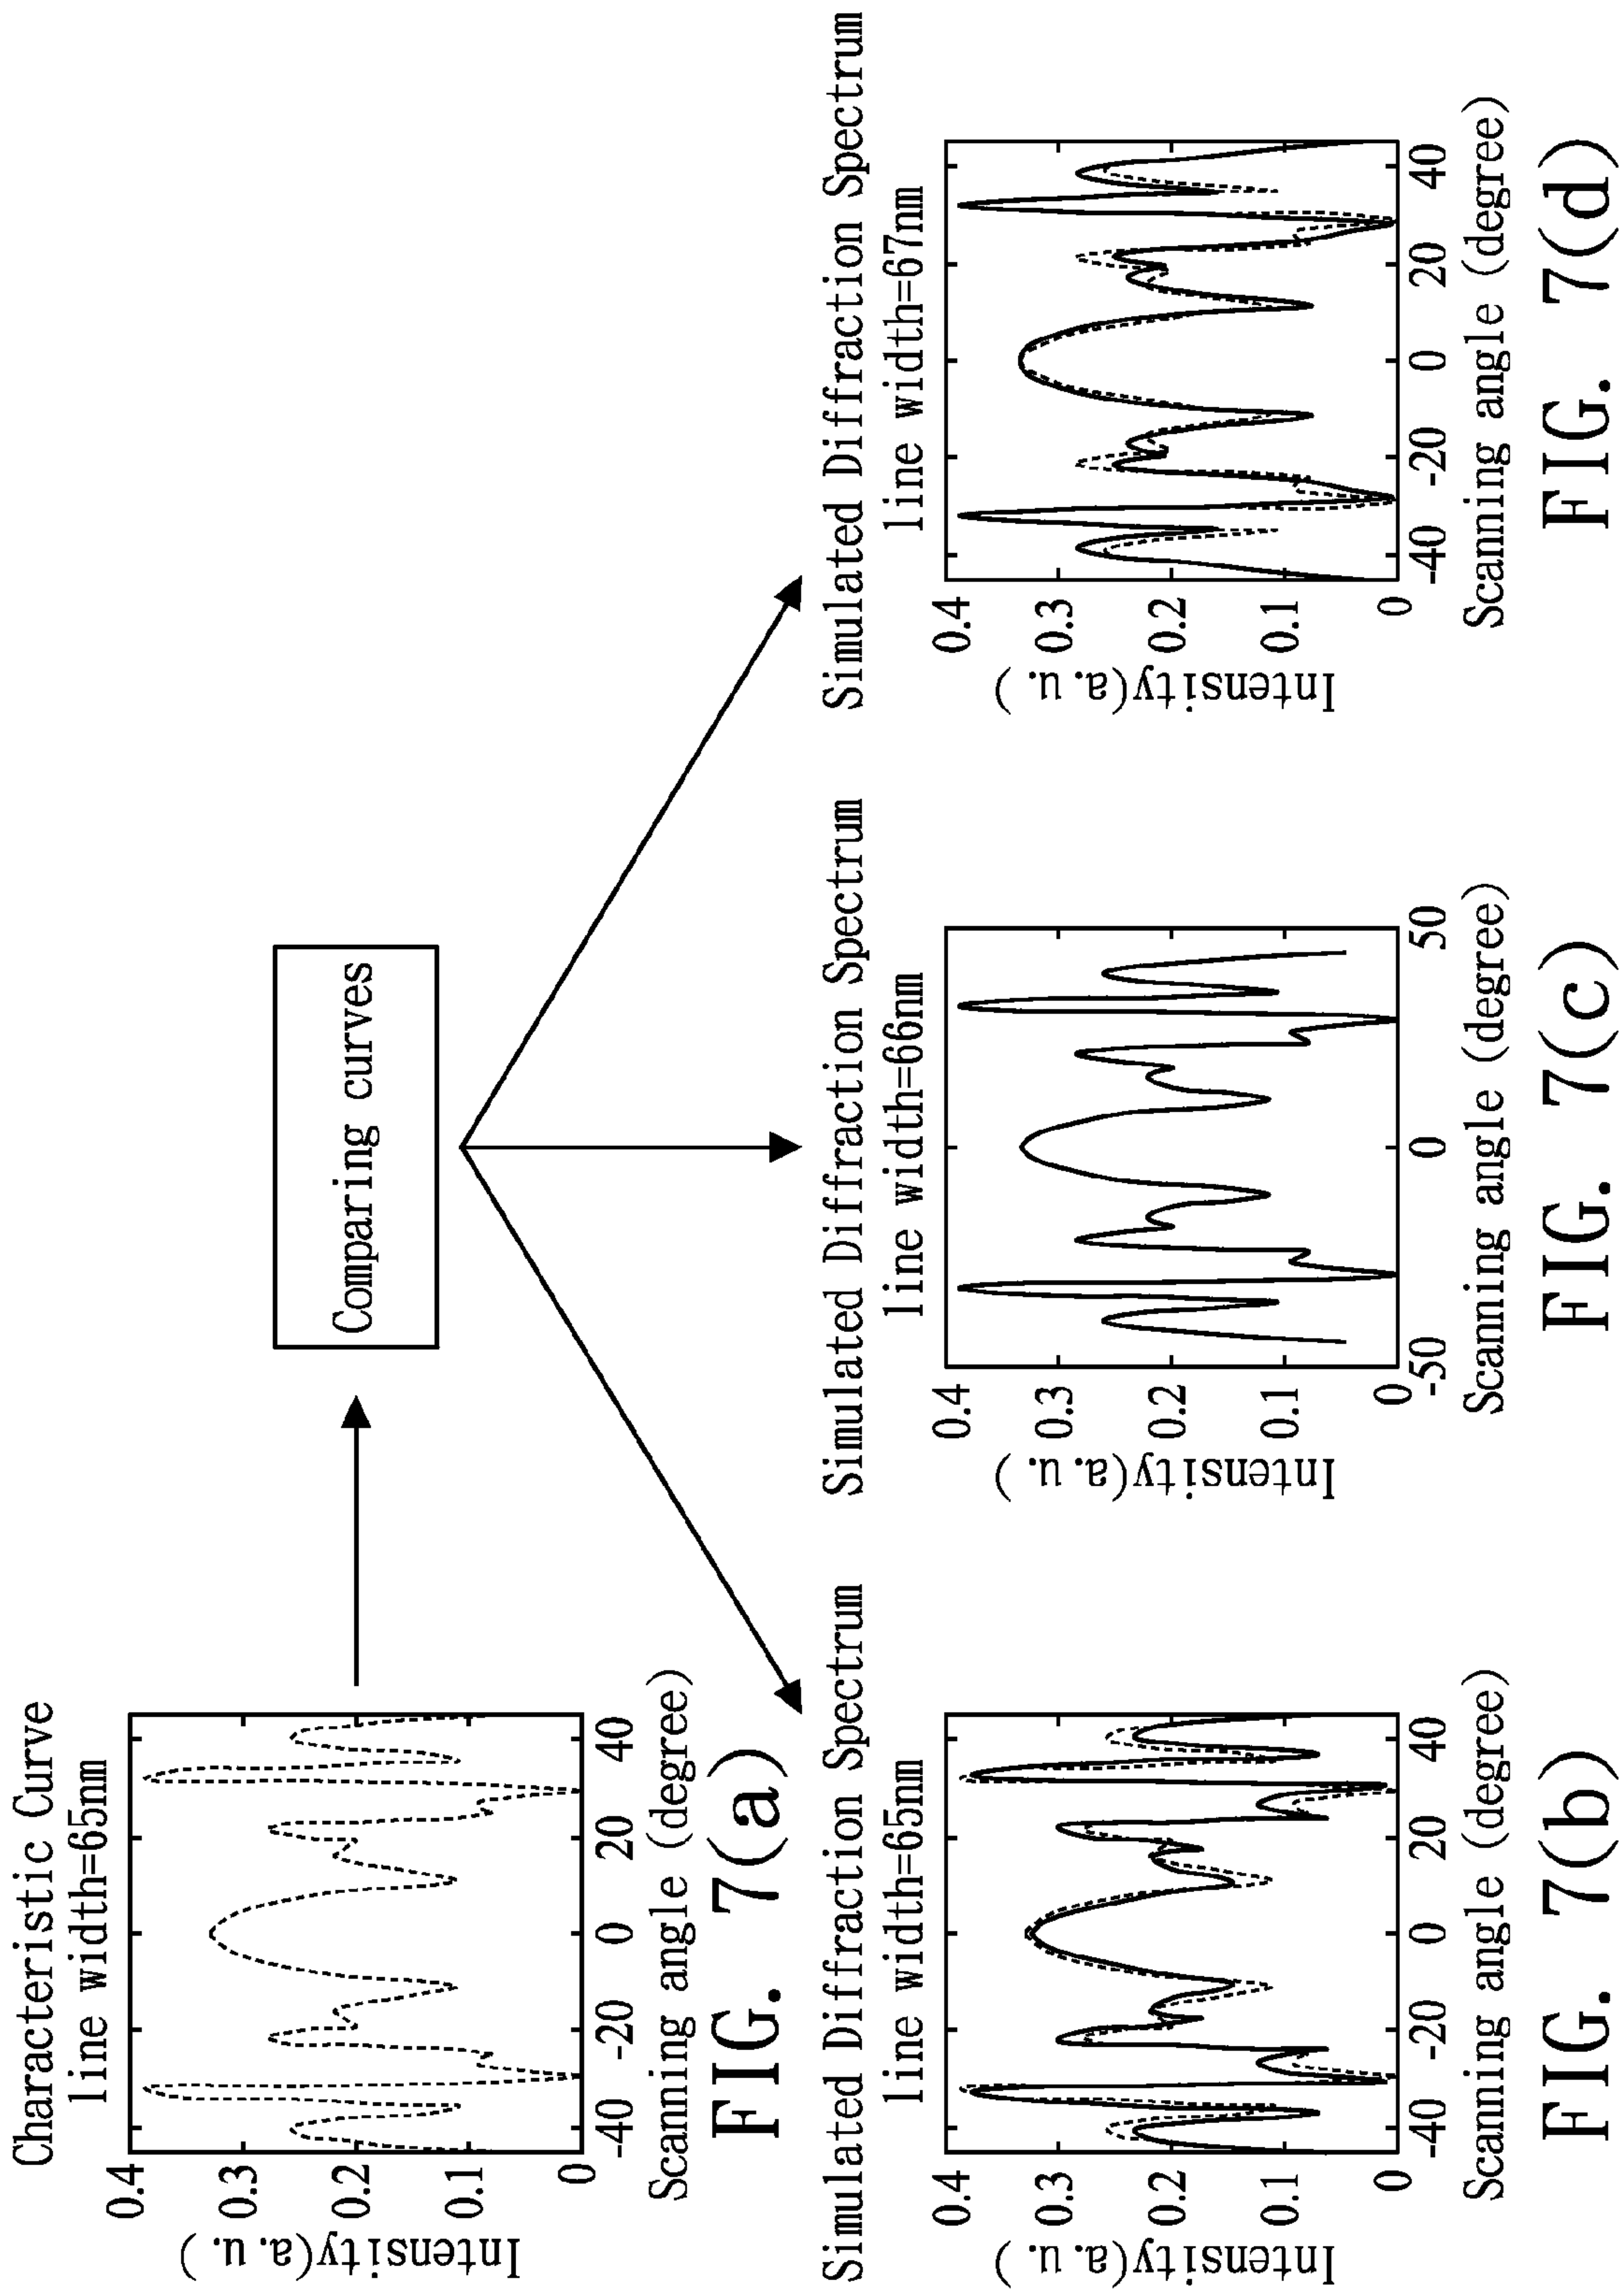 Characteristic Curve
line width=65nm
Intensity(a.u.)
0.4
0.3
0.2
0.1
0
-40 -20 0 20 40
Scanning angle (degree)
FIG. 7(a)
Comparing curves
Simulated Diffraction Spectrum
line width=65nm
Intensity(a.u.)
0.4
0.3
0.2
0.1
0
-40 -20 0 20 40
Scanning angle (degree)
FIG. 7(b)
Simulated Diffraction Spectrum
line width=66nm
Intensity(a.u.)
0.4
0.3
0.2
0.1
0
-50 0 50
Scanning angle (degree)
FIG. 7(c)
Simulated Diffraction Spectrum
line width=67nm
Intensity(a.u.)
0.4
0.3
0.2
0.1
0
-40 -20 0 20 40
Scanning angle (degree)
FIG. 7(d)